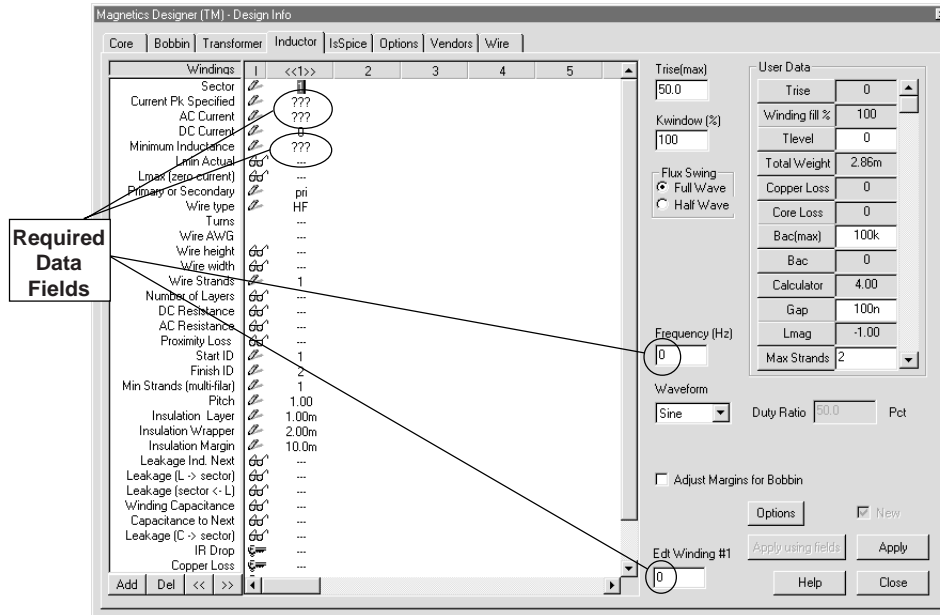 Magnetics Designer (TM) - Design Info
Core Bobbin Transformer Inductor IsSpice Options Vendors Wire
Windings I <<1>> 2 3 4 5
Sector
Current Pk Specified ???
AC Current ???
DC Current 0
Minimum Inductance ???
Lmin Actual ---
Lmax (zero current) ---
Primary or Secondary pri
Wire type HF
Turns ---
Wire AWG ---
Wire height ---
Wire width ---
Wire Strands 1
Number of Layers ---
DC Resistance ---
AC Resistance ---
Proximity Loss ---
Start ID 1
Finish ID 2
Min Strands (multi-filar) 1
Pitch 1.00
Insulation Layer 1.00m
Insulation Wrapper 2.00m
Insulation Margin 10.0m
Leakage Ind. Next ---
Leakage (L -> sector) ---
Leakage (sector <- L) ---
Winding Capacitance ---
Capacitance to Next ---
Leakage (C -> sector) ---
IR Drop ---
Copper Loss ---
Add Del << >>
Required
Data
Fields
Trise(max)
50.0
Kwindow (%)
100
Flux Swing
Full Wave
Half Wave
Frequency (Hz)
0
Waveform
Sine
Duty Ratio 50.0 Pct
User Data
Trise 0
Winding fill % 100
Tlevel 0
Total Weight 2.86m
Copper Loss 0
Core Loss 0
Bac(max) 100k
Bac 0
Calculator 4.00
Gap 100n
Lmag -1.00
Max Strands 2
Adjust Margins for Bobbin
Options New
Edt Winding #1
0
Apply using fields Apply
Help Close